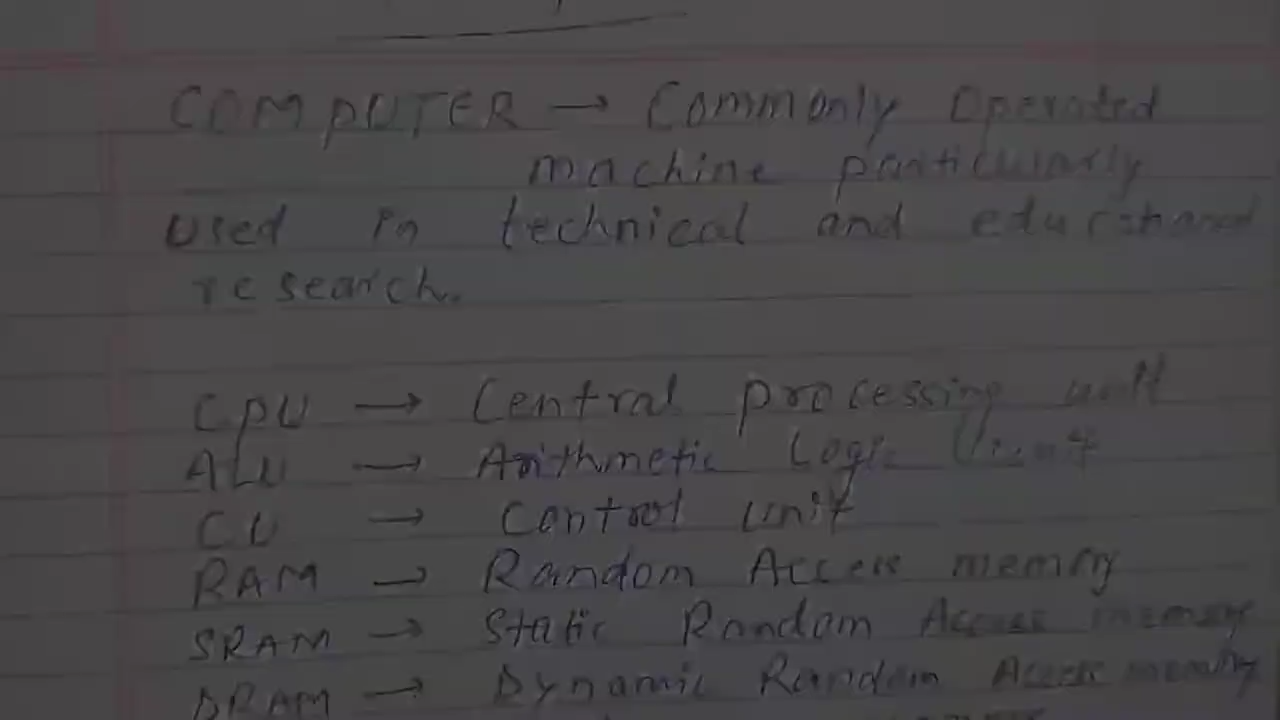 COMPUTER → Commonly Operated
machine particularly
used in technical and educational
research.
CPU → Central processing unit
ALU → Arithmetic Logic Unit
CU → Control unit
RAM → Random Access memory
SRAM → Static Random Access memory
DRAM → Dynamic Random Access memory